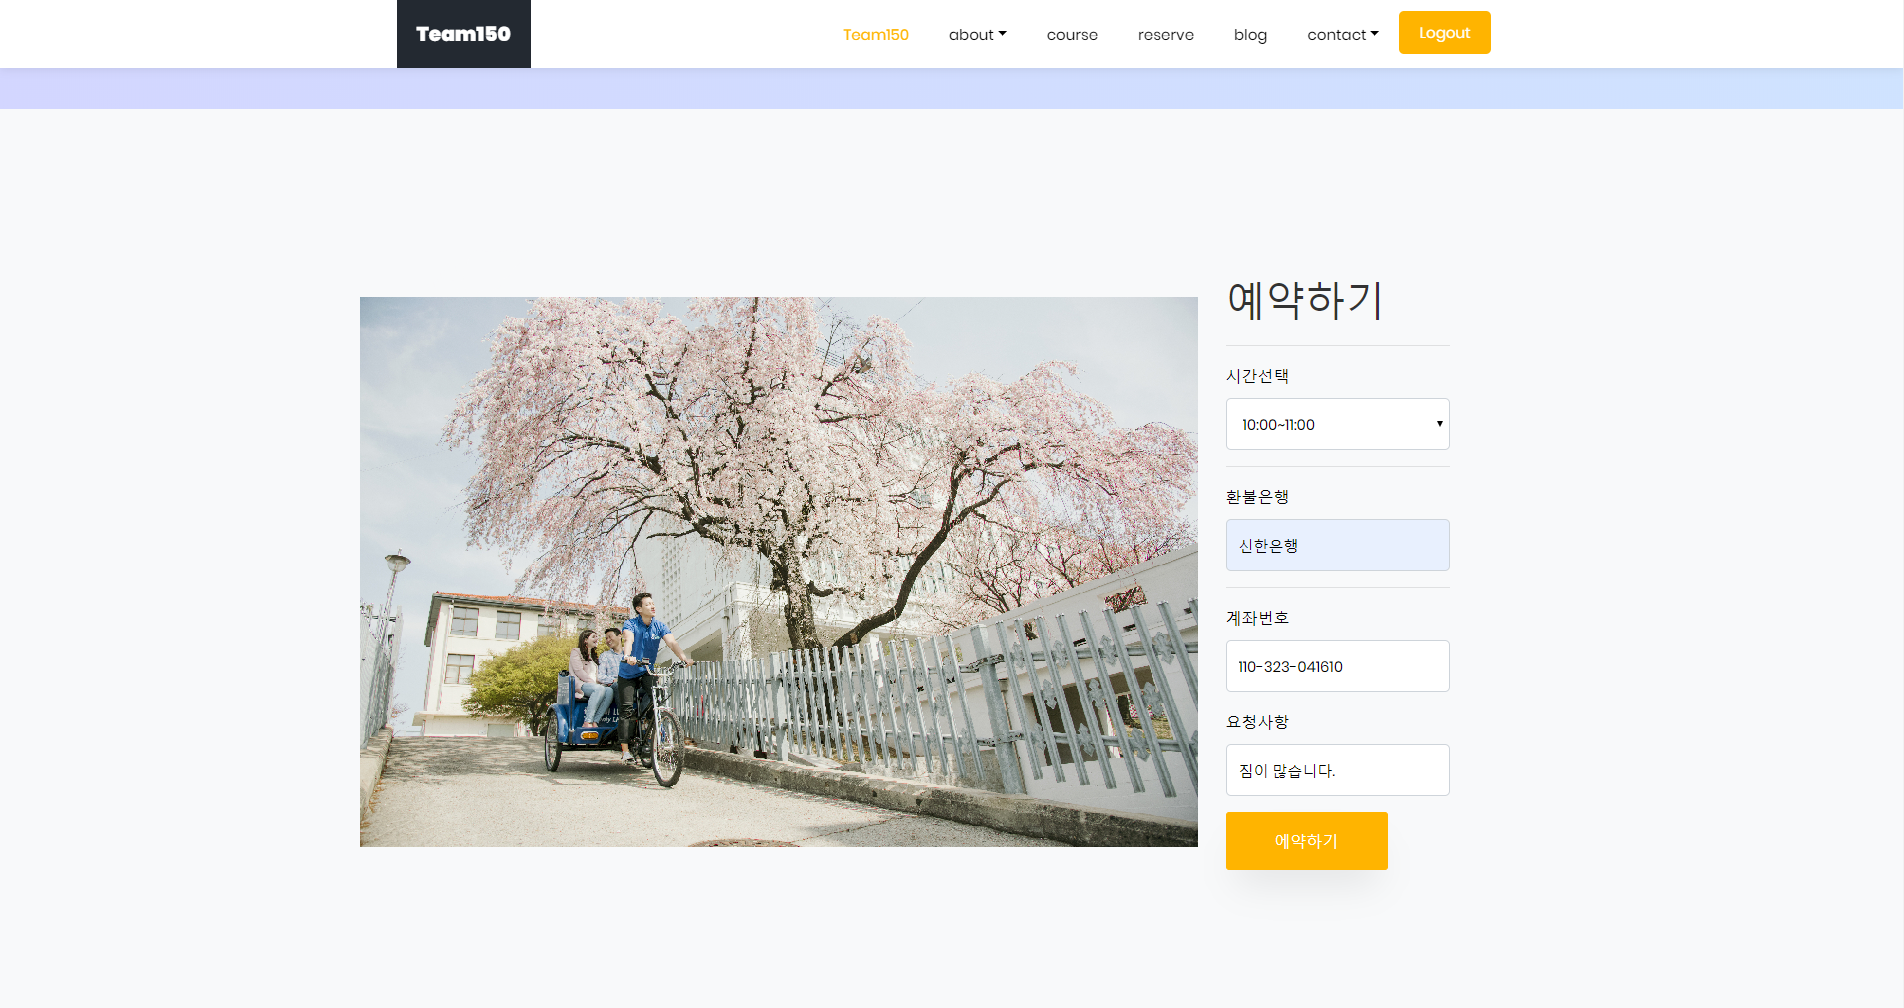 Team150
Team150 about course reserve blog contact Logout
예약하기
시간선택
10:00~11:00
환불은행
신한은행
계좌번호
110-323-041610
요청사항
짐이 많습니다.
에약하기